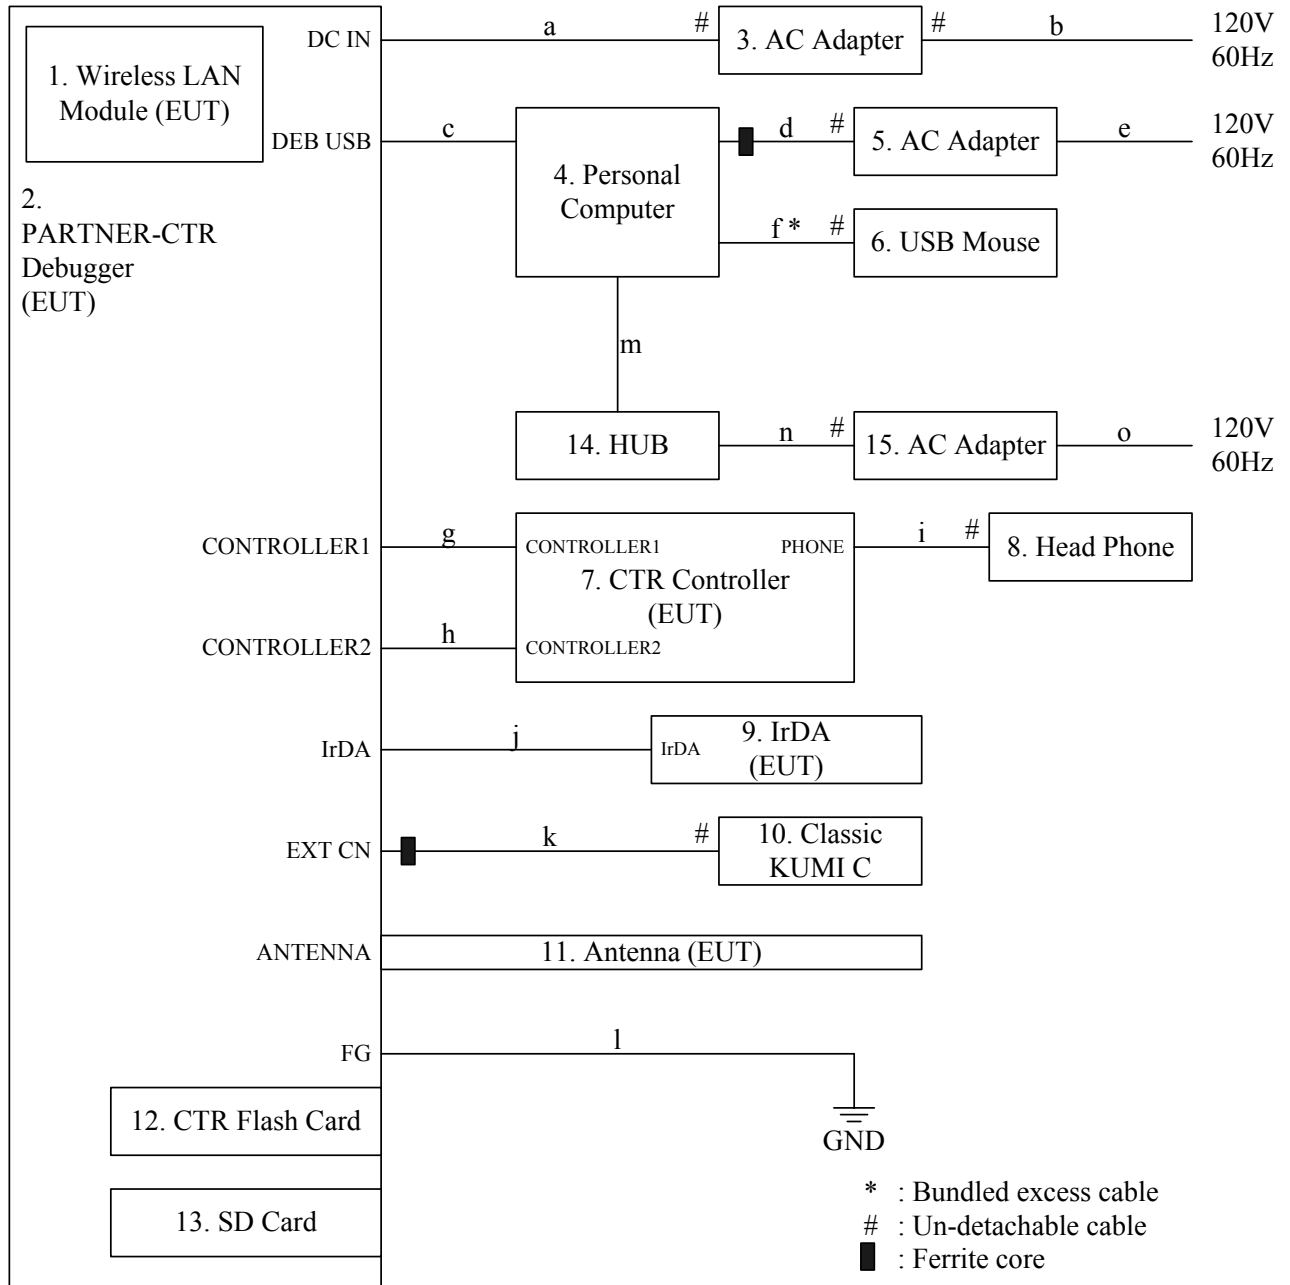 DC IN
a
#
3. AC Adapter
#
b
120V
60Hz
1. Wireless LAN
Module (EUT)
DEB USB
c
4. Personal
Computer
d
#
5. AC Adapter
e
120V
60Hz
2.
PARTNER-CTR
Debugger
(EUT)
f *
#
6. USB Mouse
m
14. HUB
n
#
15. AC Adapter
o
120V
60Hz
CONTROLLER1
g
CONTROLLER1
PHONE
7. CTR Controller
(EUT)
i
#
8. Head Phone
CONTROLLER2
h
CONTROLLER2
IrDA
j
IrDA
9. IrDA
(EUT)
EXT CN
k
#
10. Classic
KUMI C
ANTENNA
11. Antenna (EUT)
FG
l
GND
12. CTR Flash Card
13. SD Card
* : Bundled excess cable
# : Un-detachable cable
: Ferrite core